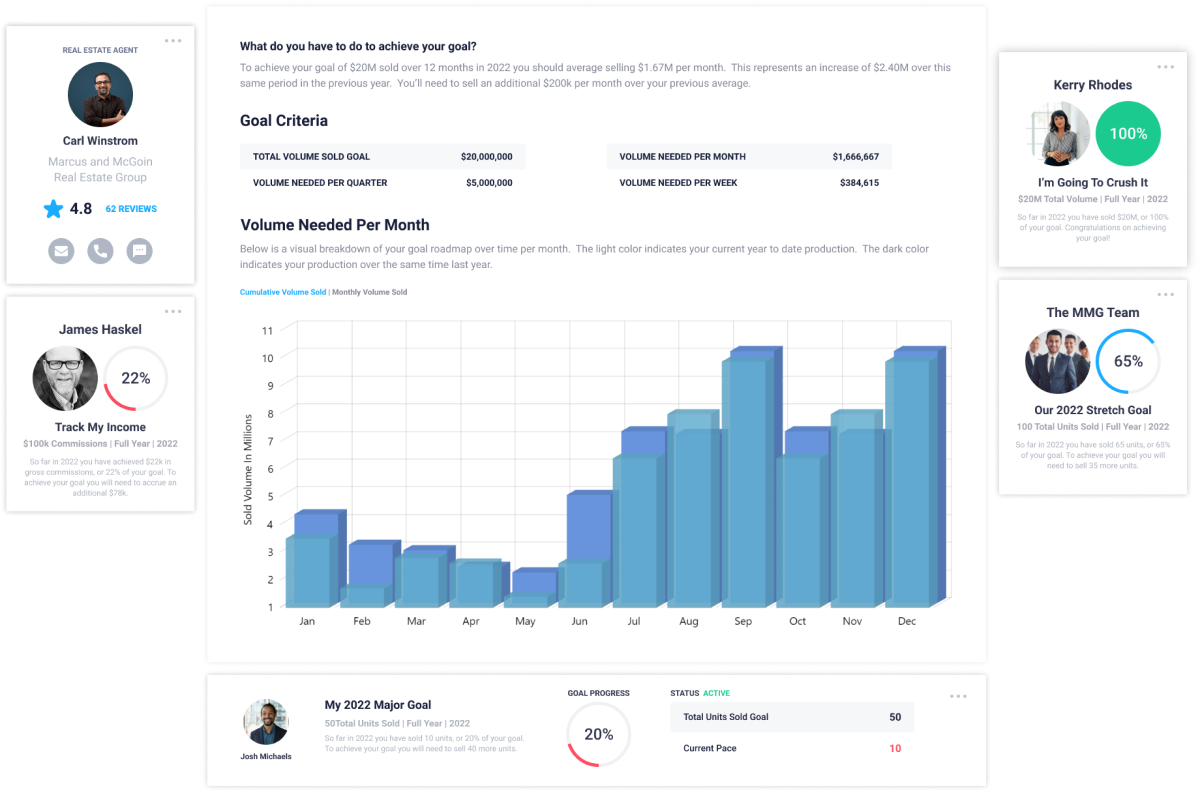 REAL ESTATE AGENT
Carl Winstrom
Marcus and McGoin
Real Estate Group
4.8 62 REVIEWS
James Haskel
22%
Track My Income
$100k Commissions | Full Year | 2022
So far in 2022 you have achieved $22k in
gross commissions, or 22% of your goal. To
achieve your goal you will need to accrue an
additional $78k.
What do you have to do to achieve your goal?
To achieve your goal of $20M sold over 12 months in 2022 you should average selling $1.67M per month. This represents an increase of $2.40M over this
same period in the previous year. You'll need to sell an additional $200k per month over your previous average.
Goal Criteria
TOTAL VOLUME SOLD GOAL $20,000,000
VOLUME NEEDED PER QUARTER $5,000,000
VOLUME NEEDED PER MONTH $1,666,667
VOLUME NEEDED PER WEEK $384,615
Volume Needed Per Month
Below is a visual breakdown of your goal roadmap over time per month. The light color indicates your current year to date production. The dark color
indicates your production over the same time last year.
Cumulative Volume Sold | Monthly Volume Sold
Sold Volume In Millions
11
10
9
8
7
6
5
4
3
2
1
Jan Feb Mar Apr May Jun Jul Aug Sep Oct Nov Dec
Kerry Rhodes
100%
I'm Going To Crush It
$20M Total Volume | Full Year | 2022
So far in 2022 you have sold $20M, or 100%
of your goal. Congratulations on achieving
your goal!
The MMG Team
65%
Our 2022 Stretch Goal
100 Total Units Sold | Full Year | 2022
So far in 2022 you have sold 65 units, or 65%
of your goal. To achieve your goal you will
need to sell 35 more units.
Josh Michaels
My 2022 Major Goal
50Total Units Sold | Full Year | 2022
So far in 2022 you have sold 10 units, or 20% of your goal.
To achieve your goal you will need to sell 40 more units.
GOAL PROGRESS
20%
STATUS ACTIVE
Total Units Sold Goal 50
Current Pace 10